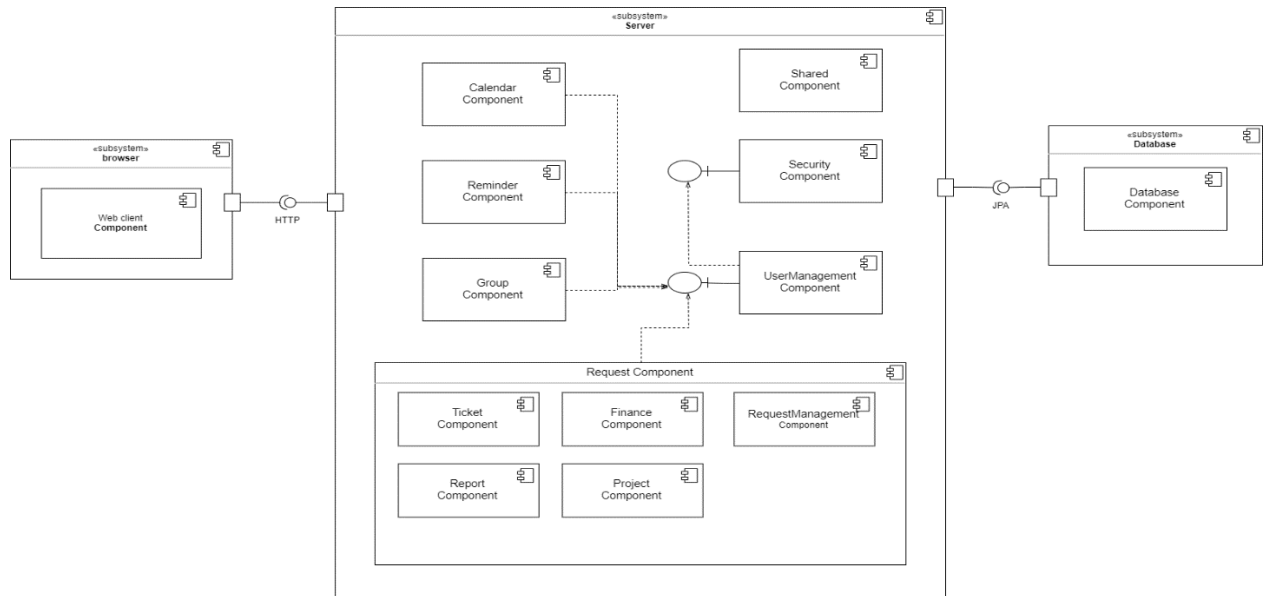 «subsystem»
Server
Calendar
Component
Shared
Component
«subsystem»
browser
Web client
Component
HTTP
Reminder
Component
Security
Component
Group
Component
UserManagement
Component
«subsystem»
Database
Database
Component
JPA
Request Component
Ticket
Component
Finance
Component
RequestManagement
Component
Report
Component
Project
Component